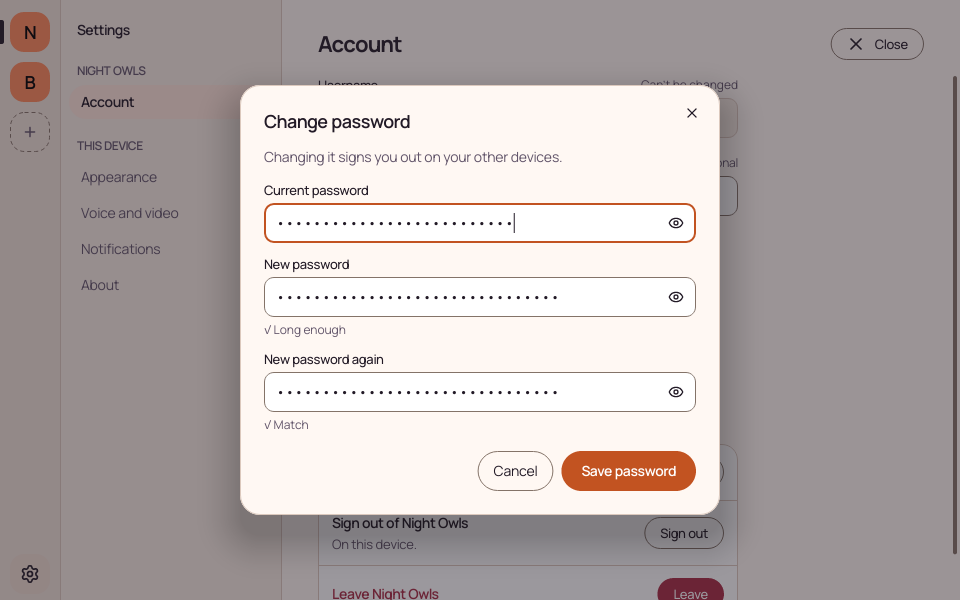 N
B
Settings
NIGHT OWLS
Account
THIS DEVICE
Appearance
Voice and video
Notifications
About
Account
Close
Username
Can't be changed
Change password
Changing it signs you out on your other devices.
Current password
New password
√ Long enough
New password again
√ Match
Cancel
Save password
Sign out of Night Owls
On this device.
Sign out
Leave Night Owls
Leave